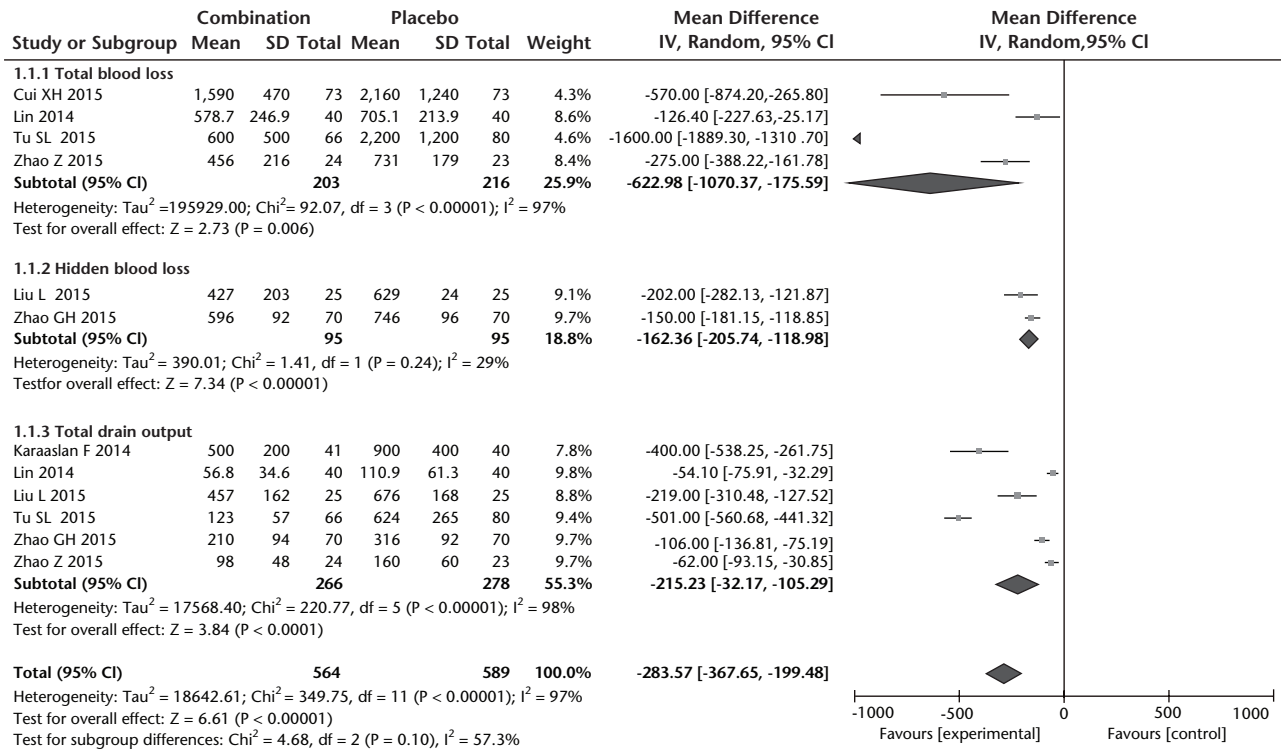 Combination Placebo Mean Difference Mean Difference
Study or Subgroup Mean SD Total Mean SD Total Weight IV, Random, 95% CI IV, Random,95% CI
1.1.1 Total blood loss
Cui XH 2015 1,590 470 73 2,160 1,240 73 4.3% -570.00 [-874.20,-265.80]
Lin 2014 578.7 246.9 40 705.1 213.9 40 8.6% -126.40 [-227.63,-25.17]
Tu SL 2015 600 500 66 2,200 1,200 80 4.6% -1600.00 [-1889.30, -1310 .70]
Zhao Z 2015 456 216 24 731 179 23 8.4% -275.00 [-388.22,-161.78]
Subtotal (95% CI) 203 216 25.9% -622.98 [-1070.37, -175.59]
Heterogeneity: Tau² =195929.00; Chi²= 92.07, df = 3 (P < 0.00001); I² = 97%
Test for overall effect: Z = 2.73 (P = 0.006)
1.1.2 Hidden blood loss
Liu L 2015 427 203 25 629 24 25 9.1% -202.00 [-282.13, -121.87]
Zhao GH 2015 596 92 70 746 96 70 9.7% -150.00 [-181.15, -118.85]
Subtotal (95% CI) 95 95 18.8% -162.36 [-205.74, -118.98]
Heterogeneity: Tau² = 390.01; Chi² = 1.41, df = 1 (P = 0.24); I² = 29%
Testfor overall effect: Z = 7.34 (P < 0.00001)
1.1.3 Total drain output
Karaaslan F 2014 500 200 41 900 400 40 7.8% -400.00 [-538.25, -261.75]
Lin 2014 56.8 34.6 40 110.9 61.3 40 9.8% -54.10 [-75.91, -32.29]
Liu L 2015 457 162 25 676 168 25 8.8% -219.00 [-310.48, -127.52]
Tu SL 2015 123 57 66 624 265 80 9.4% -501.00 [-560.68, -441.32]
Zhao GH 2015 210 94 70 316 92 70 9.7% -106.00 [-136.81, -75.19]
Zhao Z 2015 98 48 24 160 60 23 9.7% -62.00 [-93.15, -30.85]
Subtotal (95% CI) 266 278 55.3% -215.23 [-32.17, -105.29]
Heterogeneity: Tau² = 17568.40; Chi² = 220.77, df = 5 (P < 0.00001); I² = 98%
Test for overall effect: Z = 3.84 (P < 0.0001)
Total (95% CI) 564 589 100.0% -283.57 [-367.65, -199.48]
Heterogeneity: Tau² = 18642.61; Chi² = 349.75, df = 11 (P < 0.00001); I² = 97%
Test for overall effect: Z = 6.61 (P < 0.00001)
Test for subgroup differences: Chi² = 4.68, df = 2 (P = 0.10), I² = 57.3%
-1000 -500 0 500 1000
Favours [experimental] Favours [control]